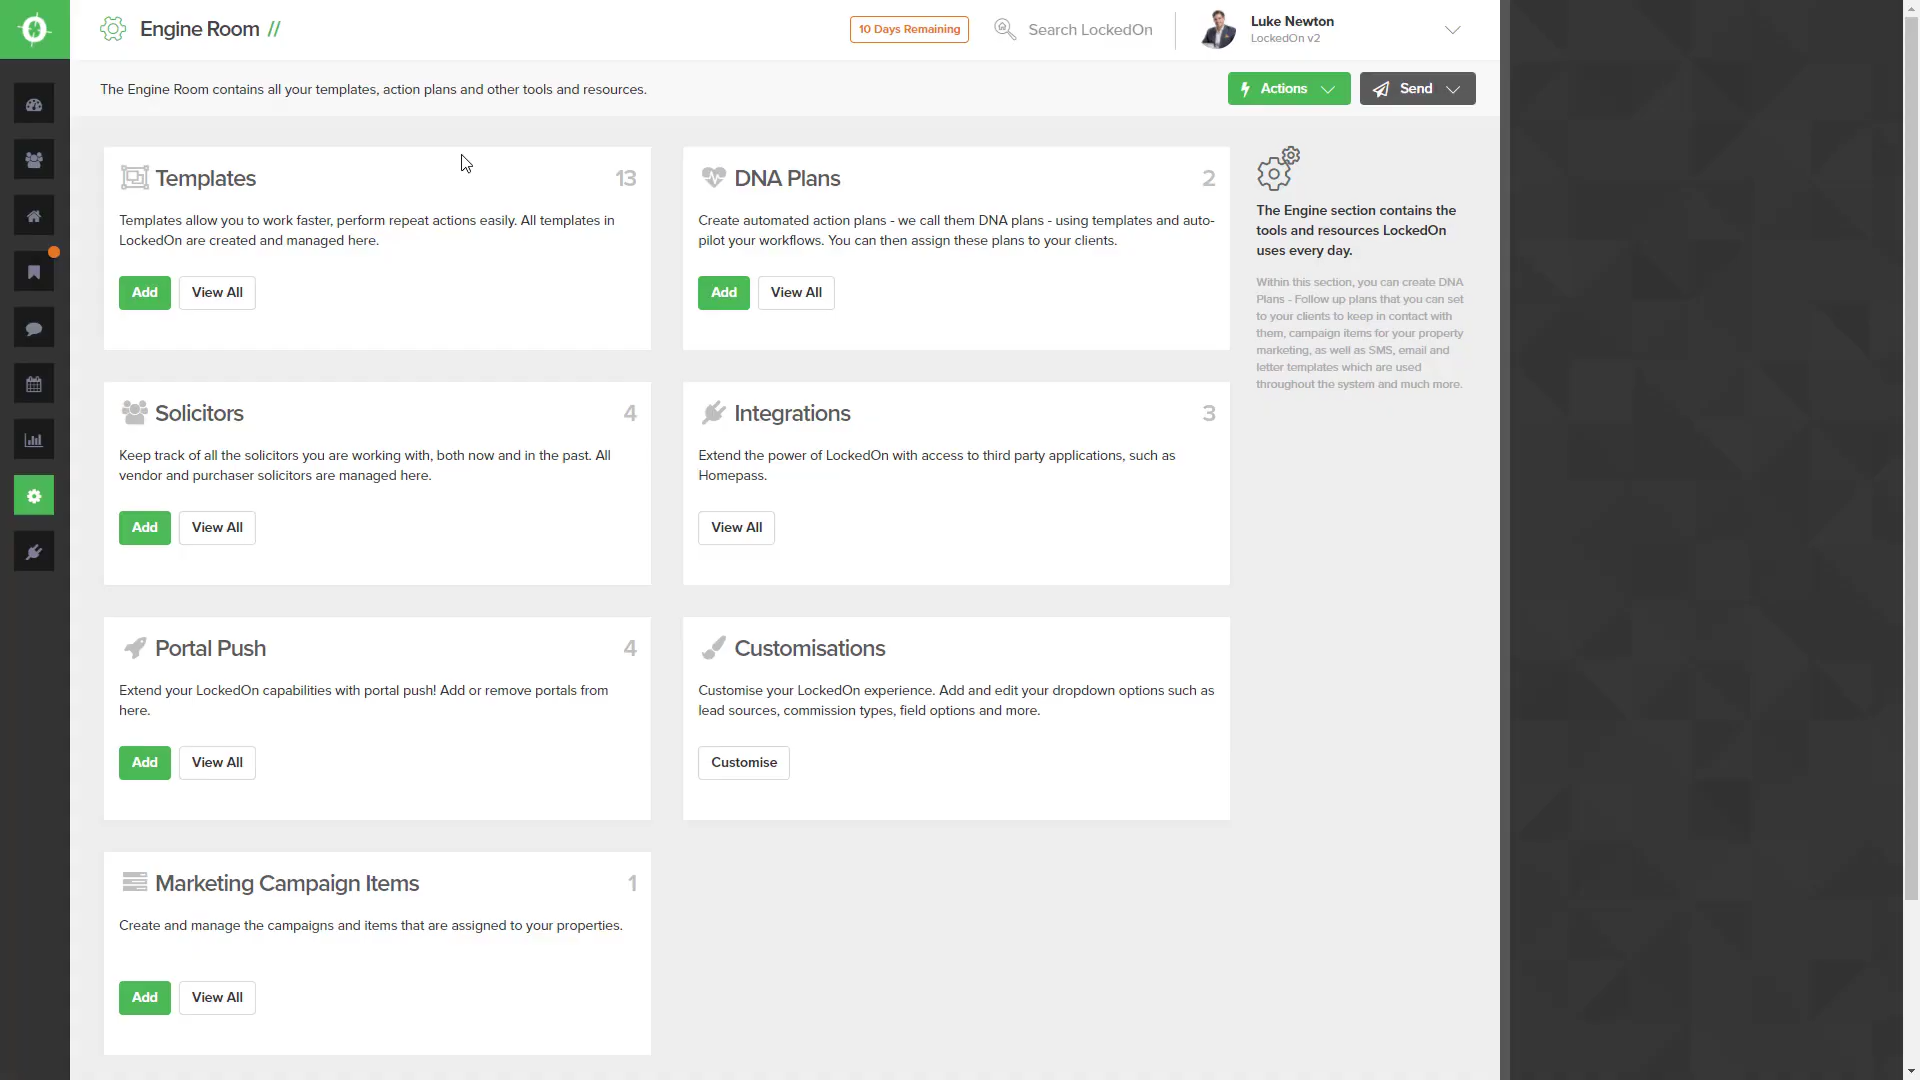 Engine Room //
10 Days Remaining
Search LockedOn
Luke Newton
LockedOn v2
The Engine Room contains all your templates, action plans and other tools and resources.
Actions
Send
Templates
13
Templates allow you to work faster, perform repeat actions easily. All templates in
LockedOn are created and managed here.
Add
View All
DNA Plans
2
Create automated action plans - we call them DNA plans - using templates and auto-
pilot your workflows. You can then assign these plans to your clients.
Add
View All
The Engine section contains the
tools and resources LockedOn
uses every day.
Within this section, you can create DNA
Plans - Follow up plans that you can set
to your clients to keep in contact with
them, campaign items for your property
marketing, as well as SMS, email and
letter templates which are used
throughout the system and much more.
Solicitors
4
Keep track of all the solicitors you are working with, both now and in the past. All
vendor and purchaser solicitors are managed here.
Add
View All
Integrations
3
Extend the power of LockedOn with access to third party applications, such as
Homepass.
View All
Portal Push
4
Extend your LockedOn capabilities with portal push! Add or remove portals from
here.
Add
View All
Customisations
Customise your LockedOn experience. Add and edit your dropdown options such as
lead sources, commission types, field options and more.
Customise
Marketing Campaign Items
1
Create and manage the campaigns and items that are assigned to your properties.
Add
View All